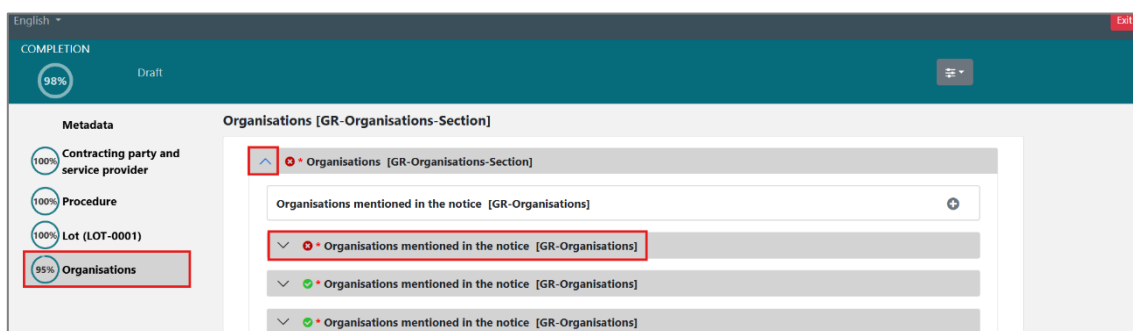 English
Exit
COMPLETION
98%
Draft
Metadata
100% Contracting party and
service provider
100% Procedure
100% Lot (LOT-0001)
95% Organisations
Organisations [GR-Organisations-Section]
* Organisations [GR-Organisations-Section]
Organisations mentioned in the notice [GR-Organisations]
* Organisations mentioned in the notice [GR-Organisations]
* Organisations mentioned in the notice [GR-Organisations]
* Organisations mentioned in the notice [GR-Organisations]